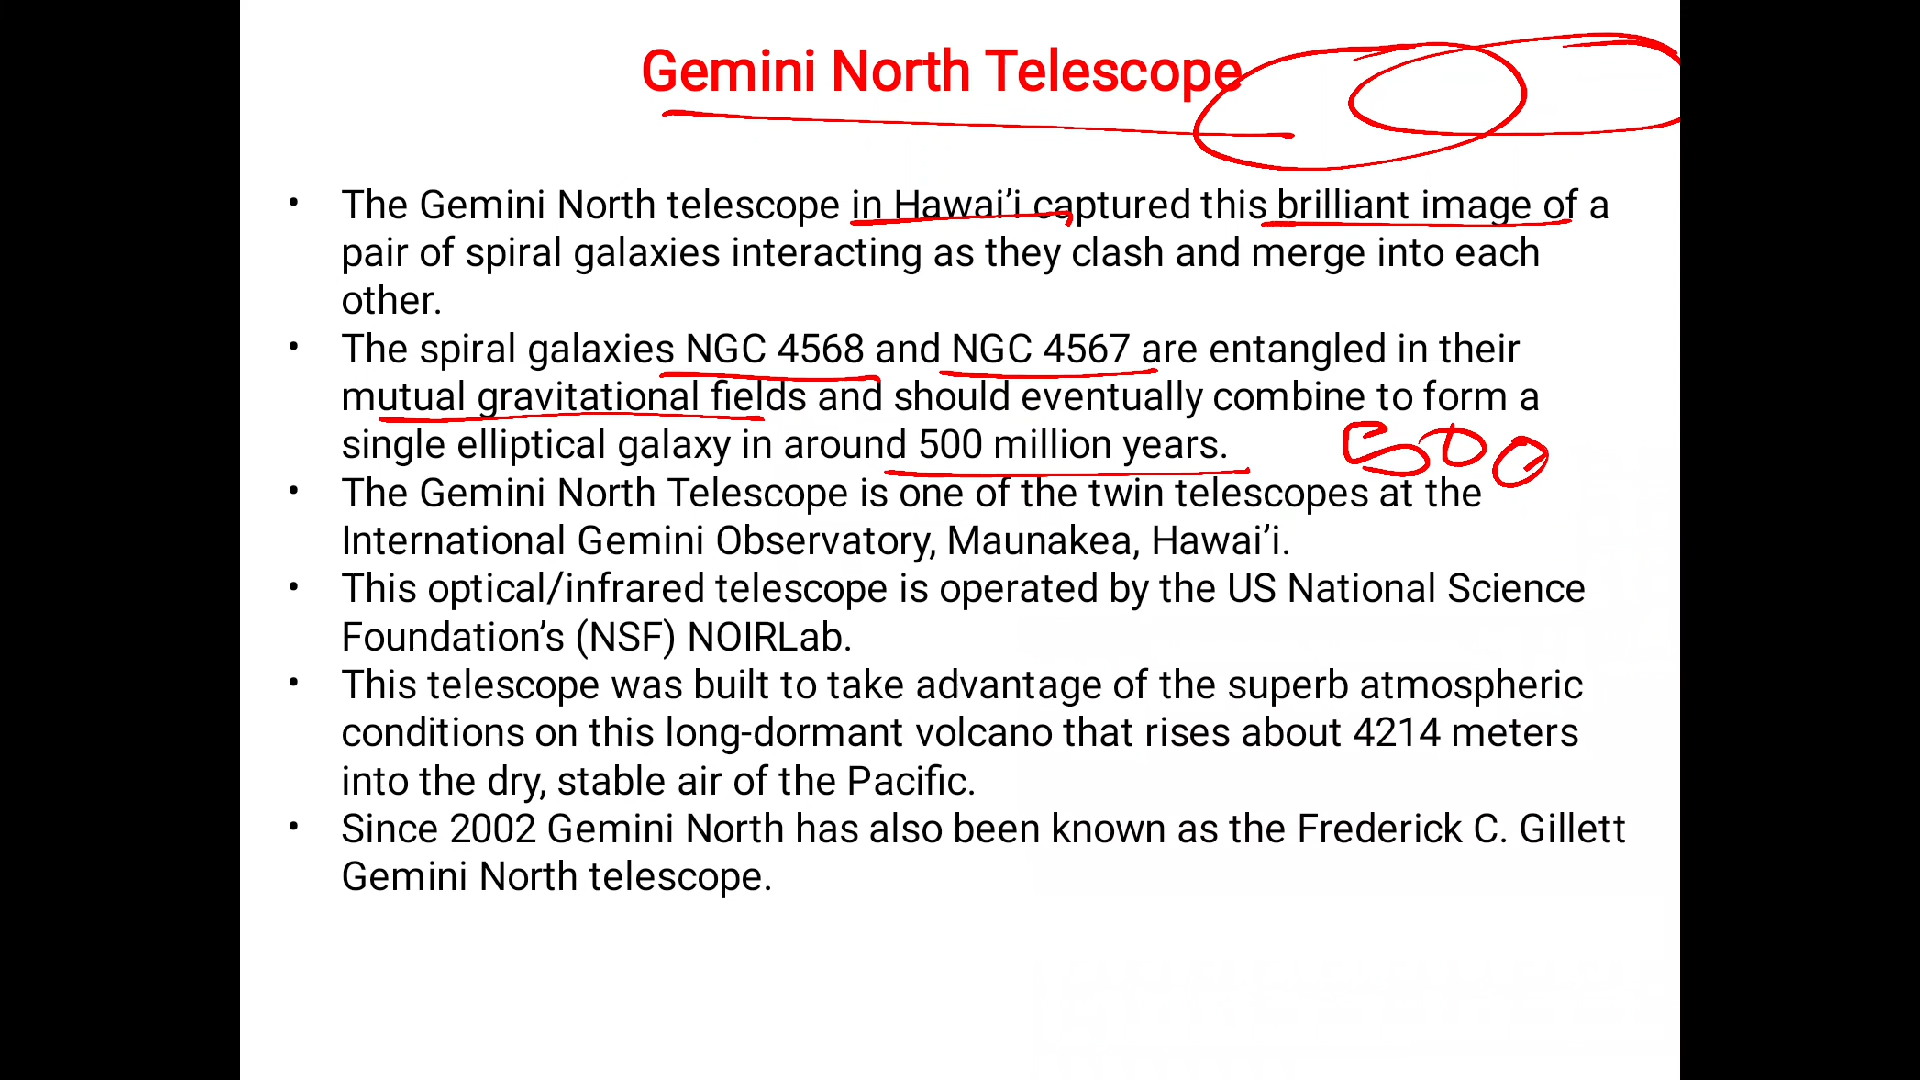 Gemini North Telescope
• The Gemini North telescope in Hawai’i captured this brilliant image of a
pair of spiral galaxies interacting as they clash and merge into each
other.
• The spiral galaxies NGC 4568 and NGC 4567 are entangled in their
mutual gravitational fields and should eventually combine to form a
single elliptical galaxy in around 500 million years.
500
• The Gemini North Telescope is one of the twin telescopes at the
International Gemini Observatory, Maunakea, Hawai’i.
• This optical/infrared telescope is operated by the US National Science
Foundation’s (NSF) NOIRLab.
• This telescope was built to take advantage of the superb atmospheric
conditions on this long-dormant volcano that rises about 4214 meters
into the dry, stable air of the Pacific.
• Since 2002 Gemini North has also been known as the Frederick C. Gillett
Gemini North telescope.